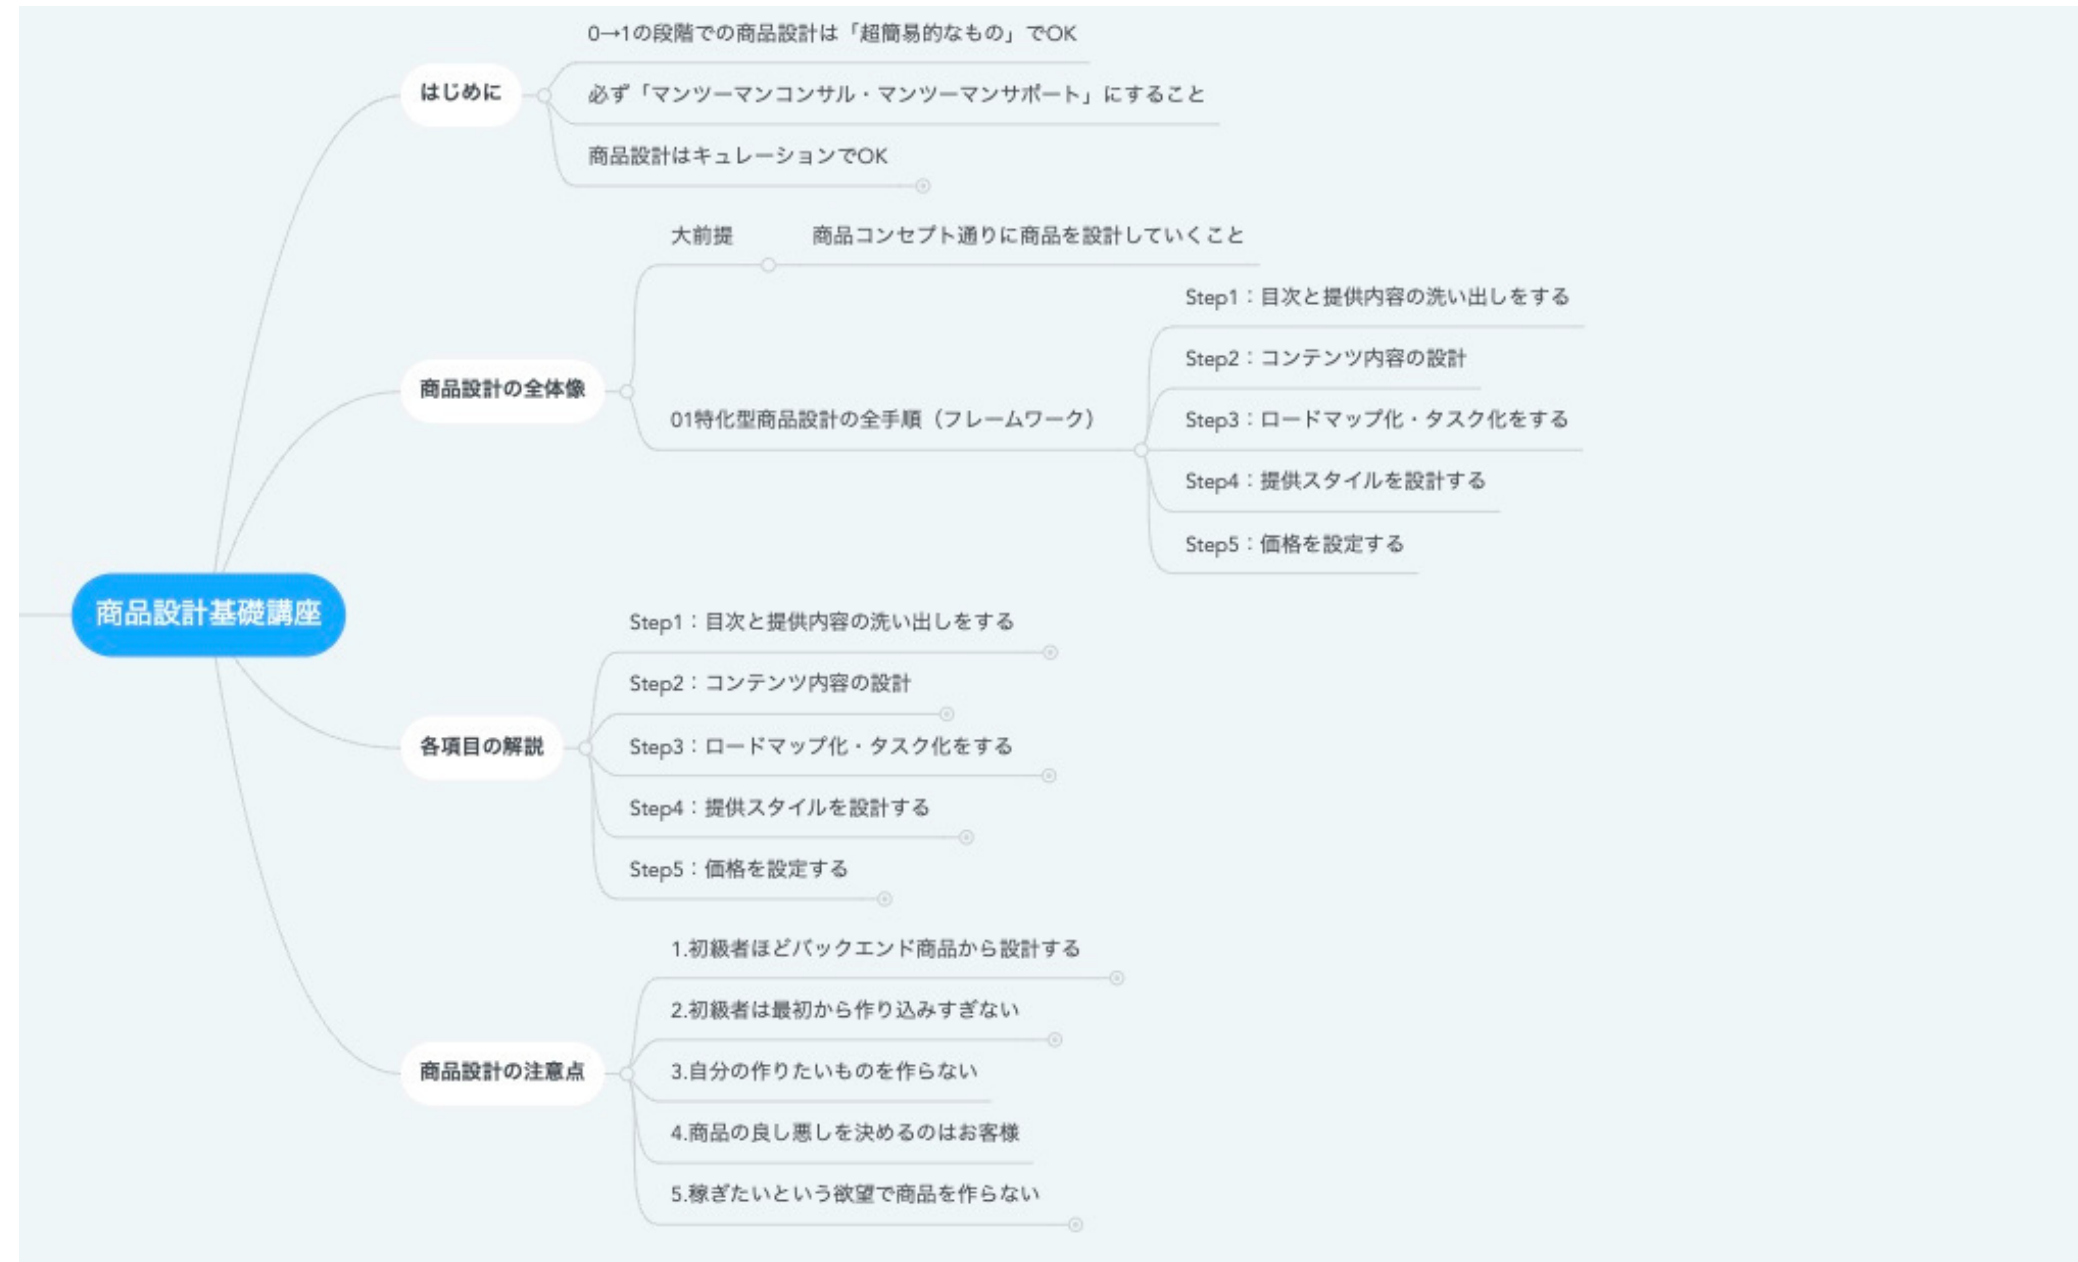 はじめに
0→1の段階での商品設計は「超簡易的なもの」でOK
必ず「マンツーマンコンサル・マンツーマンサポート」にすること
商品設計はキュレーションでOK
商品設計の全体像
大前提
商品コンセプト通りに商品を設計していくこと
01特化型商品設計の全手順（フレームワーク）
Step1：目次と提供内容の洗い出しをする
Step2：コンテンツ内容の設計
Step3：ロードマップ化・タスク化をする
Step4：提供スタイルを設計する
Step5：価格を設定する
商品設計基礎講座
各項目の解説
Step1：目次と提供内容の洗い出しをする
Step2：コンテンツ内容の設計
Step3：ロードマップ化・タスク化をする
Step4：提供スタイルを設計する
Step5：価格を設定する
商品設計の注意点
1.初級者ほどバックエンド商品から設計する
2.初級者は最初から作り込みすぎない
3.自分の作りたいものを作らない
4.商品の良し悪しを決めるのはお客様
5.稼ぎたいという欲望で商品を作らない